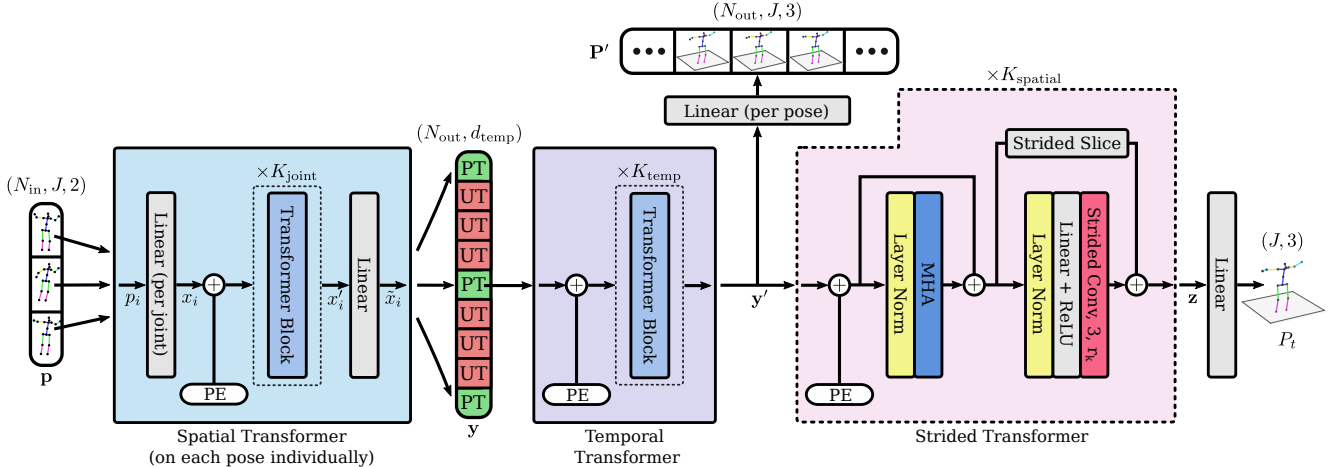 (N_in, J, 2)
p
p_i
Linear (per joint)
x_i
+
PE
×K_joint
Transformer Block
x′_i
Linear
x̃_i
Spatial Transformer
(on each pose individually)
(N_out, d_temp)
PT
UT
UT
UT
PT
UT
UT
UT
PT
y
+
PE
×K_temp
Transformer Block
Temporal
Transformer
y′
Linear (per pose)
P′
(N_out, J, 3)
×K_spatial
+
PE
Layer Norm
MHA
+
Strided Slice
Layer Norm
Linear + ReLU
Strided Conv, 3, r_k
+
Strided Transformer
z
Linear
(J, 3)
P_t